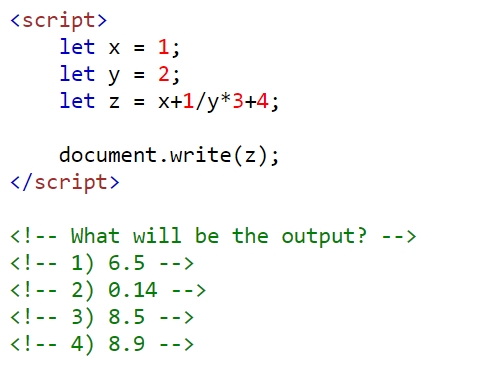 <script>
    let x = 1;
    let y = 2;
    let z = x+1/y*3+4;

    document.write(z);
</script>

<!-- What will be the output? -->
<!-- 1) 6.5 -->
<!-- 2) 0.14 -->
<!-- 3) 8.5 -->
<!-- 4) 8.9 -->